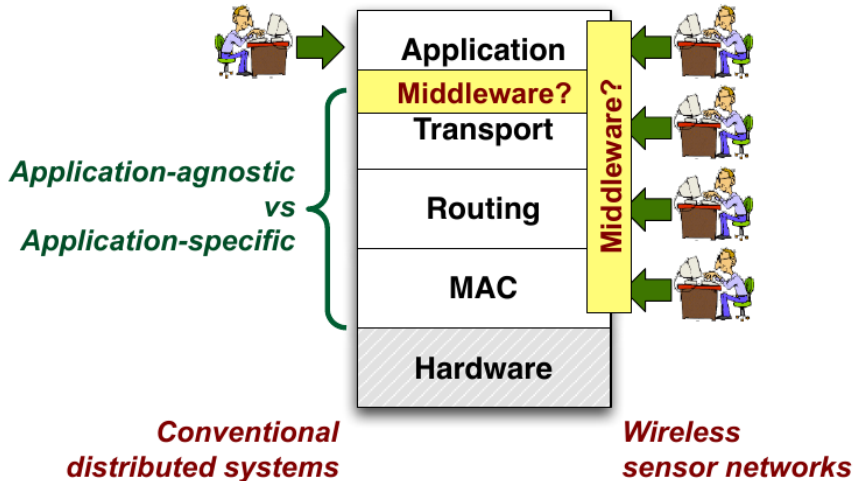 Application
Middleware?
Transport
Routing
MAC
Hardware
Middleware?
Application-agnostic
vs
Application-specific
Conventional
distributed systems
Wireless
sensor networks